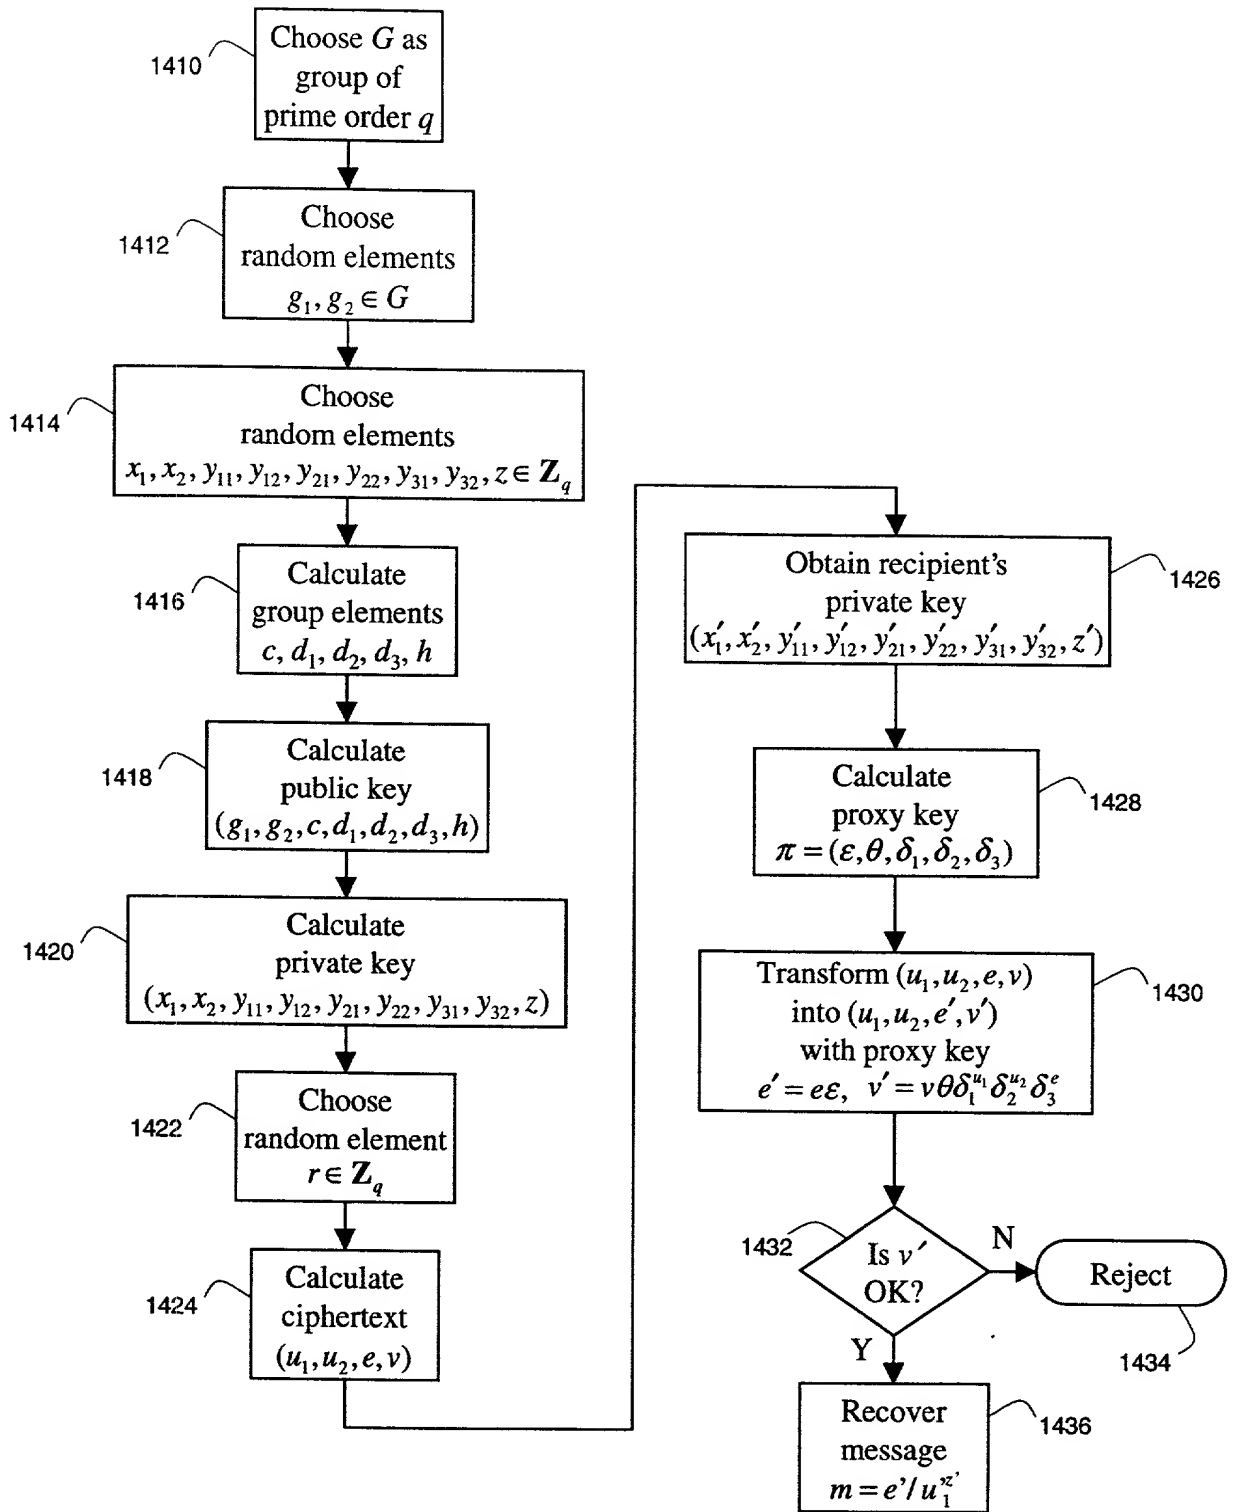 1410
Choose G as
group of
prime order q
1412
Choose
random elements
g₁, g₂ ∈ G
1414
Choose
random elements
x₁, x₂, y₁₁, y₁₂, y₂₁, y₂₂, y₃₁, y₃₂, z ∈ Z_q
1416
Calculate
group elements
c, d₁, d₂, d₃, h
1418
Calculate
public key
(g₁, g₂, c, d₁, d₂, d₃, h)
1420
Calculate
private key
(x₁, x₂, y₁₁, y₁₂, y₂₁, y₂₂, y₃₁, y₃₂, z)
1422
Choose
random element
r ∈ Z_q
1424
Calculate
ciphertext
(u₁, u₂, e, v)
Obtain recipient's
private key
(x′₁, x′₂, y′₁₁, y′₁₂, y′₂₁, y′₂₂, y′₃₁, y′₃₂, z′)
1426
Calculate
proxy key
π = (ε, θ, δ₁, δ₂, δ₃)
1428
Transform (u₁, u₂, e, v)
into (u₁, u₂, e′, v′)
with proxy key
e′ = eε, v′ = vθδ₁^{u₁}δ₂^{u₂}δ₃^{e}
1430
1432
Is v′
OK?
N
Reject
1434
Y
Recover
message
m = e'/u₁'^{z'}
1436